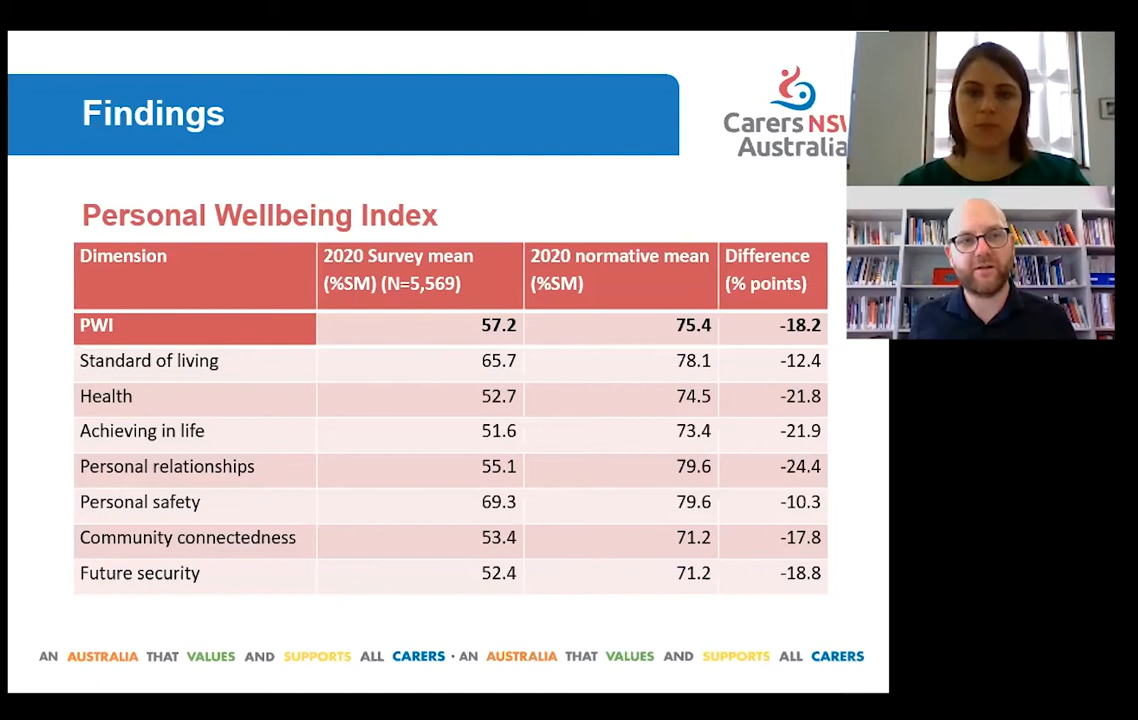 Findings
Carers NSW
Australia
Personal Wellbeing Index
Dimension 2020 Survey mean 2020 normative mean Difference
(%SM) (N=5,569) (%SM) (% points)
PWI 57.2 75.4 -18.2
Standard of living 65.7 78.1 -12.4
Health 52.7 74.5 -21.8
Achieving in life 51.6 73.4 -21.9
Personal relationships 55.1 79.6 -24.4
Personal safety 69.3 79.6 -10.3
Community connectedness 53.4 71.2 -17.8
Future security 52.4 71.2 -18.8
AN AUSTRALIA THAT VALUES AND SUPPORTS ALL CARERS · AN AUSTRALIA THAT VALUES AND SUPPORTS ALL CARERS